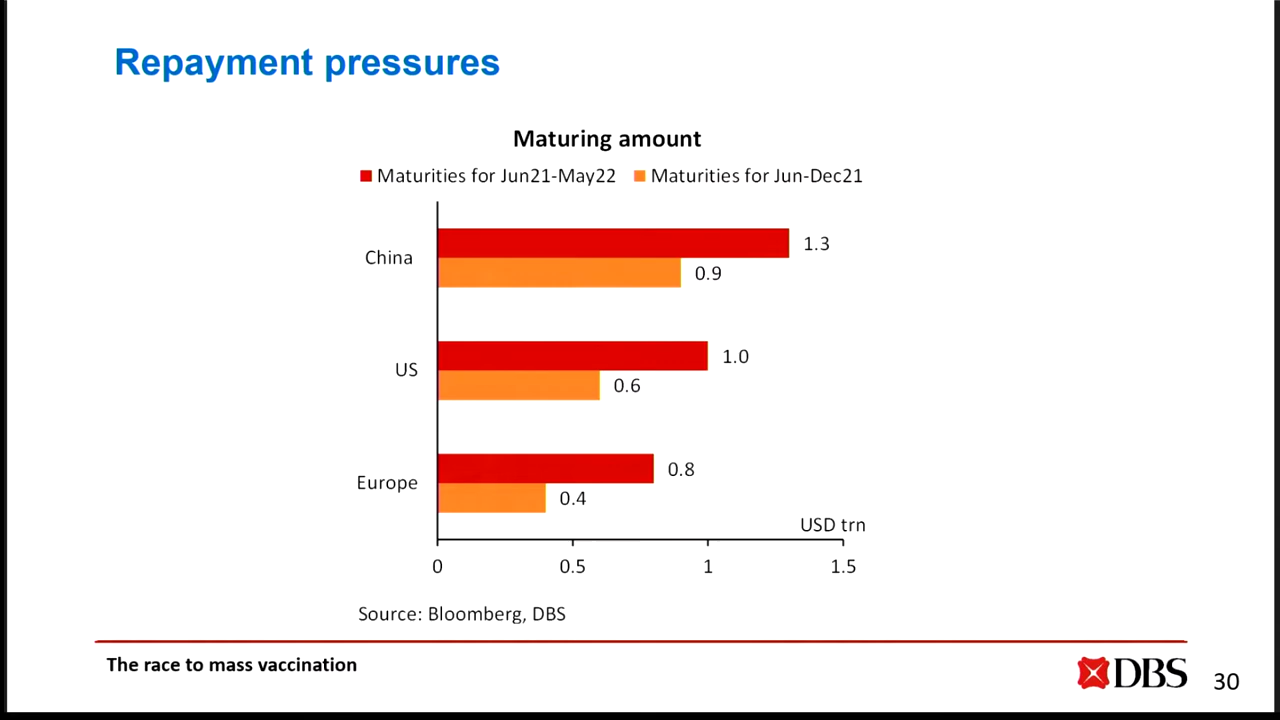 Repayment pressures
Maturing amount
Maturities for Jun21-May22 Maturities for Jun-Dec21
China
1.3
0.9
US
1.0
0.6
Europe
0.8
0.4
USD trn
0 0.5 1 1.5
Source: Bloomberg, DBS
The race to mass vaccination
DBS
30